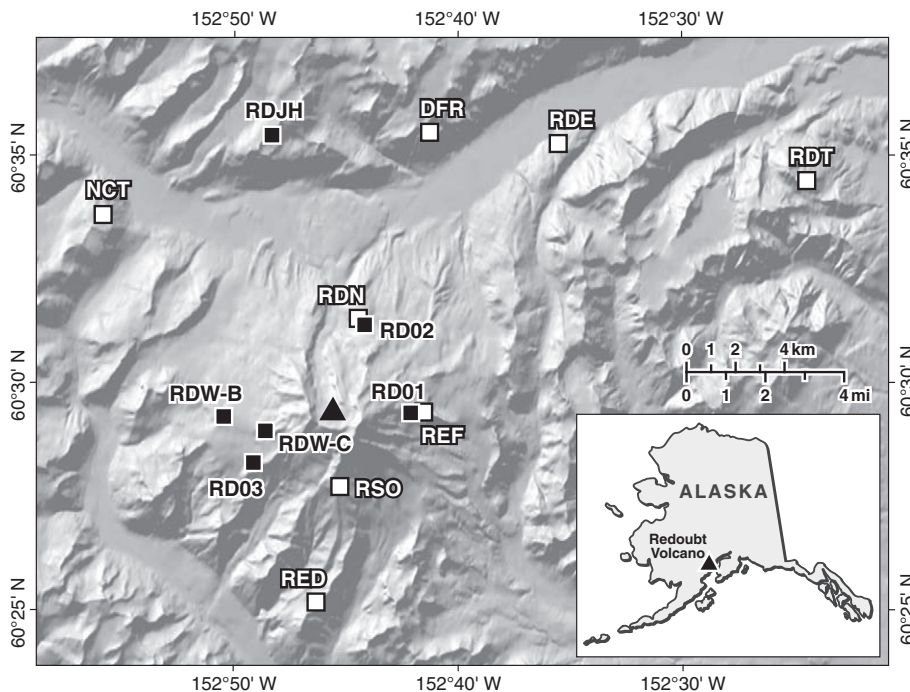 152°50' W 152°40' W 152°30' W
60°35' N
60°35' N
RDJH
DFR
RDE
RDT
NCT
RDN
RD02
0 1 2 4 km
0 1 2 4 mi
60°30' N
60°30' N
RDW-B
RD01
REF
RDW-C
RD03
RSO
RED
ALASKA
Redoubt
Volcano
60°25' N
60°25' N
152°50' W 152°40' W 152°30' W